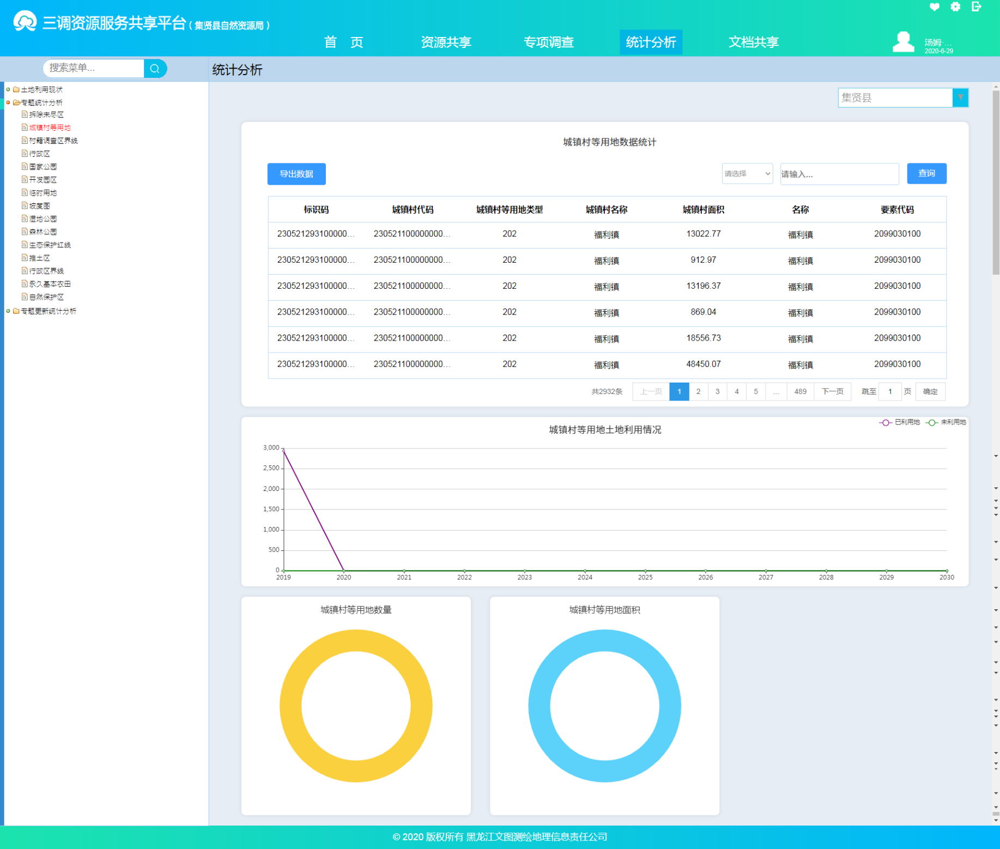 三调资源服务共享平台(集贤县自然资源局)
首 页
资源共享
专项调查
统计分析
文档共享
汤姆·...
2020-6-29
搜索菜单...
统计分析
土地利用现状
专题统计分析
拆除未尽区
城镇村等用地
村籍调查区界线
行政区
国家公园
开发园区
临时用地
坡度图
湿地公园
森林公园
生态保护红线
推土区
行政区界线
永久基本农田
自然保护区
专题更新统计分析
集贤县
城镇村等用地数据统计
导出数据
请选择
请输入...
查询
标识码 城镇村代码 城镇村等用地类型 城镇村名称 城镇村面积 名称 要素代码
230521293100000... 230521100000000... 202 福利镇 13022.77 福利镇 2099030100
230521293100000... 230521100000000... 202 福利镇 912.97 福利镇 2099030100
230521293100000... 230521100000000... 202 福利镇 13196.37 福利镇 2099030100
230521293100000... 230521100000000... 202 福利镇 869.04 福利镇 2099030100
230521293100000... 230521100000000... 202 福利镇 18556.73 福利镇 2099030100
230521293100000... 230521100000000... 202 福利镇 48450.07 福利镇 2099030100
共2932条 上一页 1 2 3 4 5 ... 489 下一页 跳至 1 页 确定
城镇村等用地土地利用情况
已利用地 未利用地
3,000
2,500
2,000
1,500
1,000
500
0
2019 2020 2021 2022 2023 2024 2025 2026 2027 2028 2029 2030
城镇村等用地数量
城镇村等用地面积
© 2020 版权所有 黑龙江文图测绘地理信息责任公司